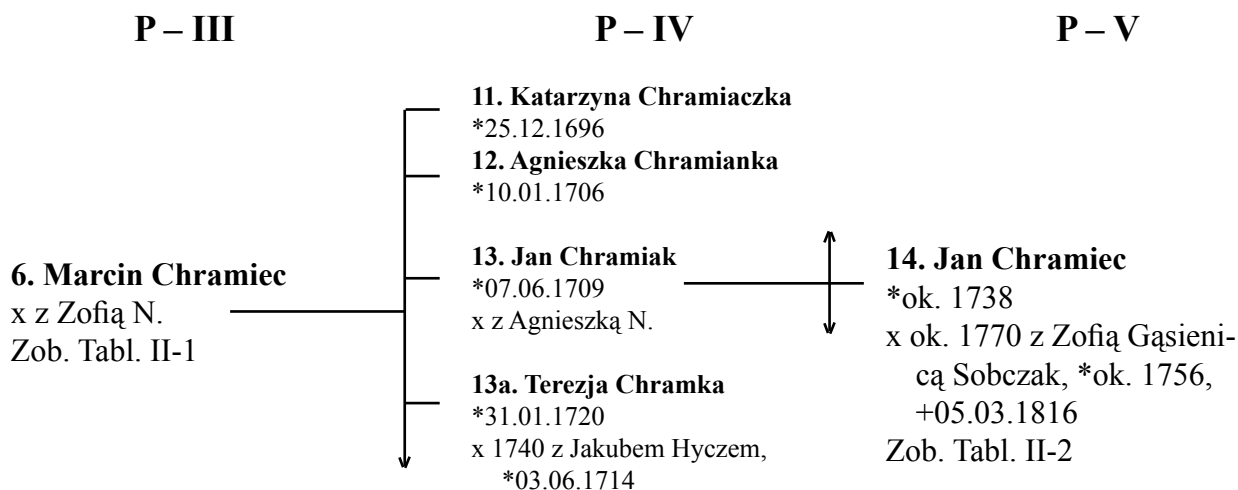 P – III
P – IV
P – V
6. Marcin Chramiec
x z Zofią N.
Zob. Tabl. II-1
11. Katarzyna Chramiaczka
*25.12.1696
12. Agnieszka Chramianka
*10.01.1706
13. Jan Chramiak
*07.06.1709
x z Agnieszką N.
13a. Terezja Chramka
*31.01.1720
x 1740 z Jakubem Hyczem,
*03.06.1714
14. Jan Chramiec
*ok. 1738
x ok. 1770 z Zofią Gąsieni-
cą Sobczak, *ok. 1756,
+05.03.1816
Zob. Tabl. II-2